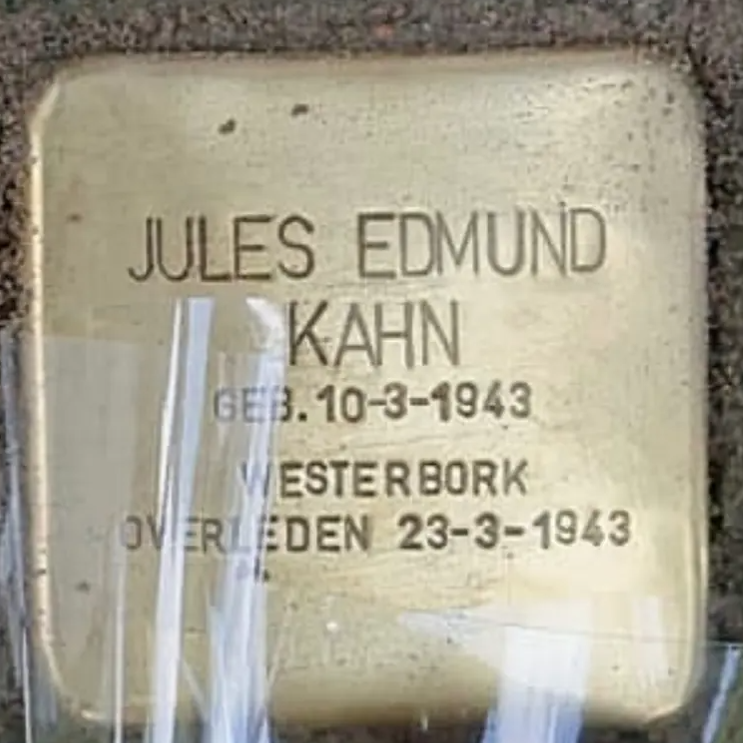 JULES EDMUND
KAHN
GEB.10-3-1943
WESTERBORK
OVERLEDEN 23-3-1943